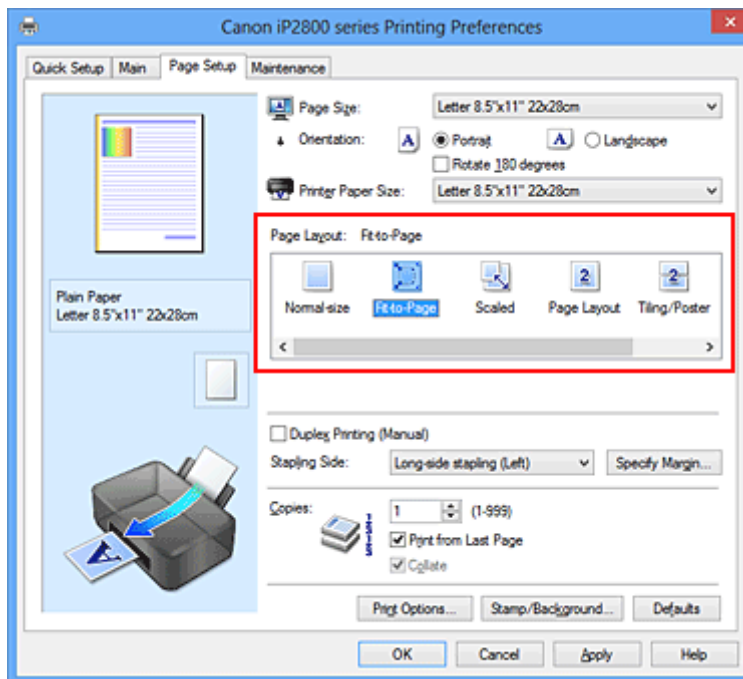 Canon iP2800 series Printing Preferences
Quick Setup Main Page Setup Maintenance
Page Size: Letter 8.5"x11" 22x28cm
Orientation: A Portrait A Landscape
Rotate 180 degrees
Printer Paper Size: Letter 8.5"x11" 22x28cm
Page Layout: Fit-to-Page
Normal-size Fit-to-Page Scaled Page Layout Tiling/Poster
Plain Paper
Letter 8.5"x11" 22x28cm
Duplex Printing (Manual)
Stapling Side: Long-side stapling (Left) Specify Margin...
Copies: 1 (1-999)
Print from Last Page
Collate
Print Options... Stamp/Background... Defaults
OK Cancel Apply Help